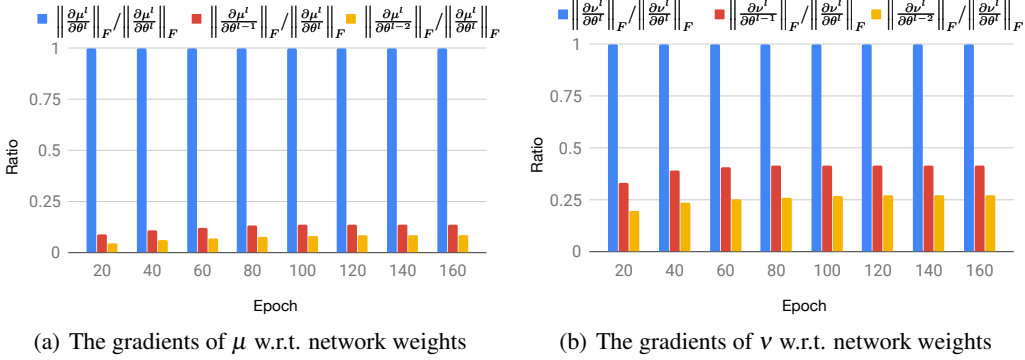 ‖∂μ^l/∂θ^l‖_F/‖∂μ^l/∂θ^l‖_F ‖∂μ^l/∂θ^{l-1}‖_F/‖∂μ^l/∂θ^l‖_F ‖∂μ^l/∂θ^{l-2}‖_F/‖∂μ^l/∂θ^l‖_F
1
0.75
0.5
0.25
0
Ratio
20 40 60 80 100 120 140 160
Epoch
(a) The gradients of μ w.r.t. network weights
‖∂ν^l/∂θ^l‖_F/‖∂ν^l/∂θ^l‖_F ‖∂ν^l/∂θ^{l-1}‖_F/‖∂ν^l/∂θ^l‖_F ‖∂ν^l/∂θ^{l-2}‖_F/‖∂ν^l/∂θ^l‖_F
1
0.75
0.5
0.25
0
Ratio
20 40 60 80 100 120 140 160
Epoch
(b) The gradients of ν w.r.t. network weights